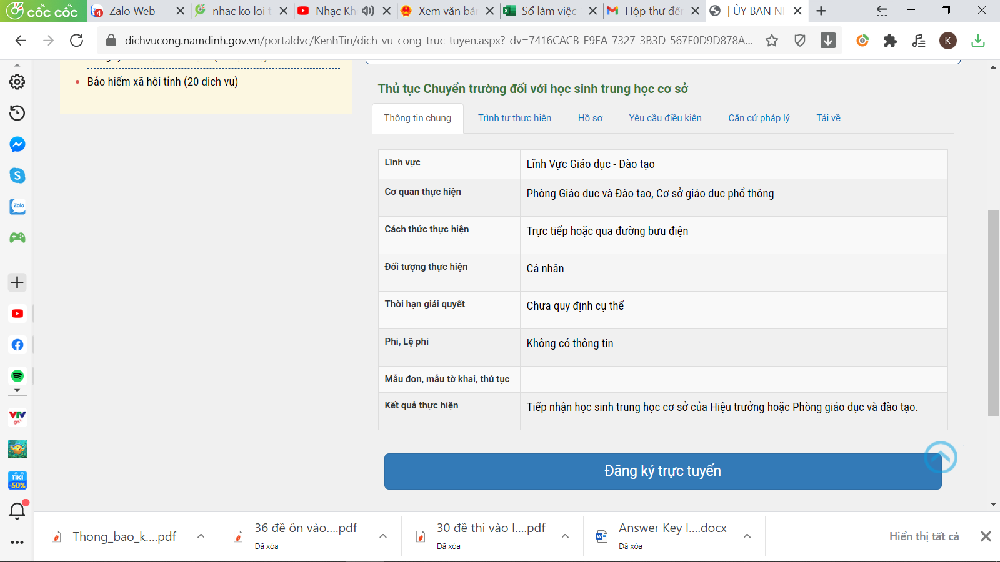 cốc cốc
Zalo Web
nhac ko loi t
Nhạc Kh
Xem văn bản
Sổ làm việc
Hộp thư đến
| ỦY BAN NH
dichvucong.namdinh.gov.vn/portaldvc/KenhTin/dich-vu-cong-truc-tuyen.aspx?_dv=7416CACB-E9EA-7327-3B3D-567E0D9D878A...
K
Bảo hiểm xã hội tỉnh (20 dịch vụ)
Thủ tục Chuyển trường đối với học sinh trung học cơ sở
Thông tin chung
Trình tự thực hiện
Hồ sơ
Yêu cầu điều kiện
Căn cứ pháp lý
Tải về
Lĩnh vực
Lĩnh Vực Giáo dục - Đào tạo
Cơ quan thực hiện
Phòng Giáo dục và Đào tạo, Cơ sở giáo dục phổ thông
Cách thức thực hiện
Trực tiếp hoặc qua đường bưu điện
Đối tượng thực hiện
Cá nhân
Thời hạn giải quyết
Chưa quy định cụ thể
Phí, Lệ phí
Không có thông tin
Mẫu đơn, mẫu tờ khai, thủ tục
Kết quả thực hiện
Tiếp nhận học sinh trung học cơ sở của Hiệu trưởng hoặc Phòng giáo dục và đào tạo.
Đăng ký trực tuyến
Zalo
VTV
go
TIKI
-50%
Thong_bao_k....pdf
36 đề ôn vào....pdf
Đã xóa
30 đề thi vào l....pdf
Đã xóa
Answer Key l....docx
Đã xóa
Hiển thị tất cả